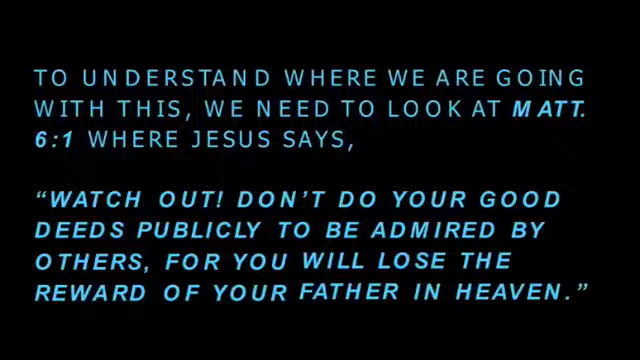 TO UNDERSTAND WHERE WE ARE GOING
WITH THIS, WE NEED TO LOOK AT MATT.
6:1 WHERE JESUS SAYS,
“WATCH OUT! DON’T DO YOUR GOOD
DEEDS PUBLICLY TO BE ADMIRED BY
OTHERS, FOR YOU WILL LOSE THE
REWARD OF YOUR FATHER IN HEAVEN.”